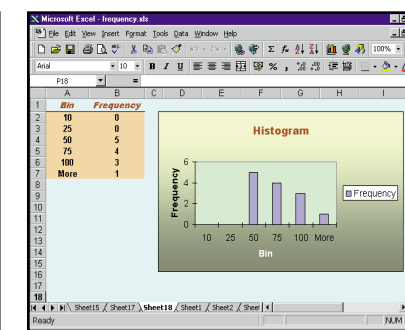 Microsoft Excel - frequency.xls
File Edit View Insert Format Tools Data Window Help
100%
Arial 10 B I U $ % ,
P18 =
A B C D E F G H I
1 Bin Frequency
2 10 0
3 25 0
4 50 5
5 75 4
6 100 3
7 More 1
8
9
10
11
12
13
14
15
16
17
18
Histogram
Frequency
6
4
2
0
10 25 50 75 100 More
Bin
Frequency
Sheet15 Sheet17 Sheet18 Sheet1 Sheet2 Sheet
Ready NUM